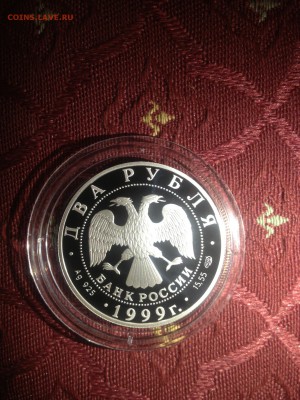 COINS.LAVE.RU
ДВА РУБЛЯ
БАНК РОССИИ
Ag 925
15.55
1999г.